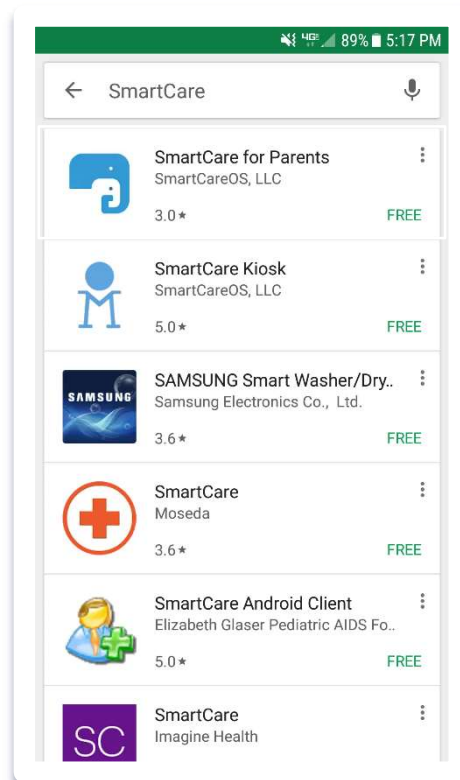 4GE 89% 5:17 PM
SmartCare
SmartCare for Parents
SmartCareOS, LLC
3.0★ FREE
SmartCare Kiosk
SmartCareOS, LLC
5.0★ FREE
SAMSUNG
SAMSUNG Smart Washer/Dry..
Samsung Electronics Co., Ltd.
3.6★ FREE
SmartCare
Moseda
3.6★ FREE
SmartCare Android Client
Elizabeth Glaser Pediatric AIDS Fo..
5.0★ FREE
SC
SmartCare
Imagine Health